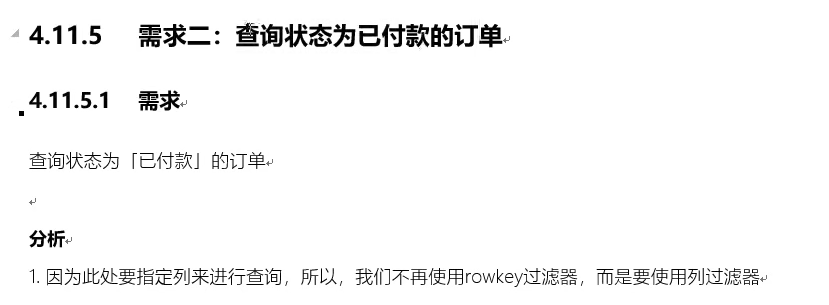 4.11.5 需求二：查询状态为已付款的订单
4.11.5.1 需求
查询状态为「已付款」的订单
分析
1. 因为此处要指定列来进行查询，所以，我们不再使用rowkey过滤器，而是要使用列过滤器